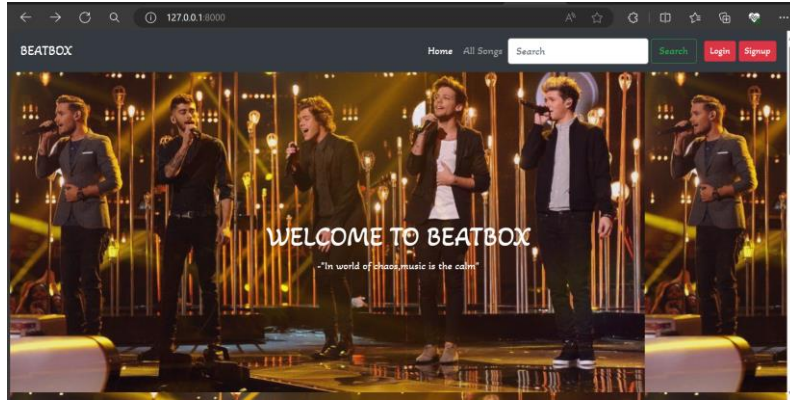 127.0.0.1:8000
BEATBOX
Home All Songs Search Search Login Signup
WELCOME TO BEATBOX
-"In world of chaos,music is the calm"